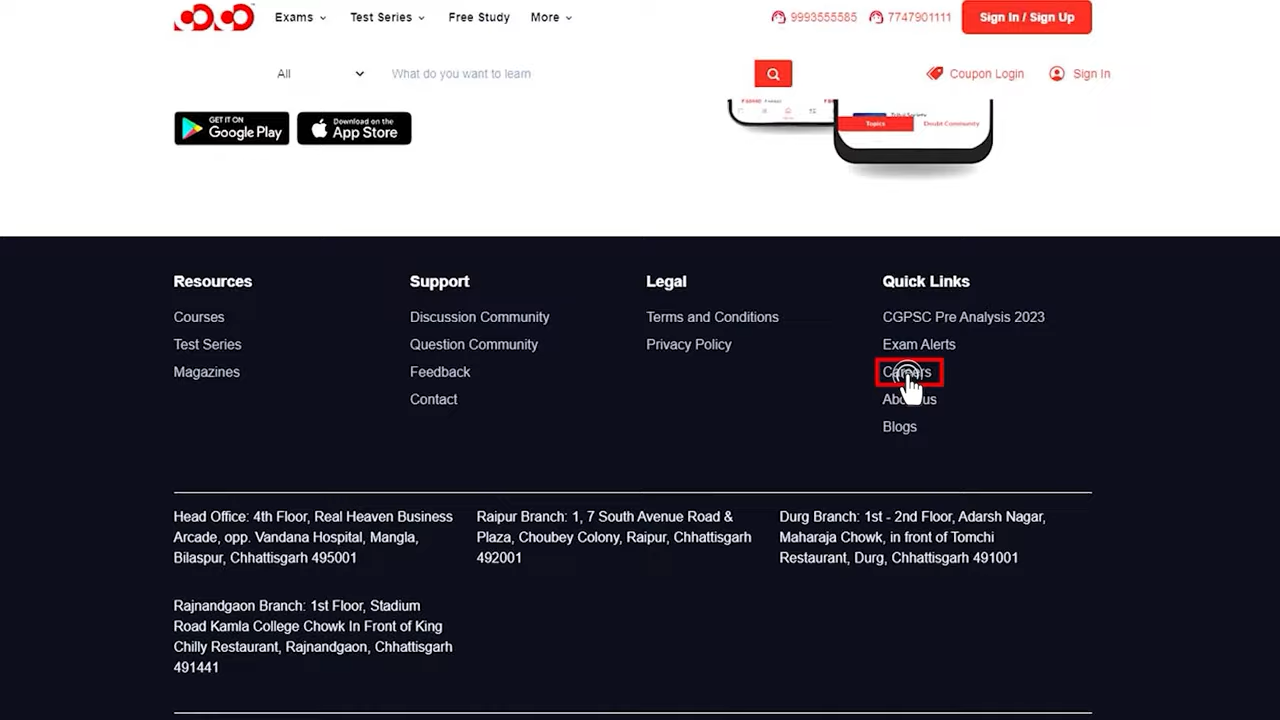 Exams Test Series Free Study More 9993555585 7747901111 Sign In / Sign Up
All What do you want to learn Coupon Login Sign In
GET IT ON Google Play Download on the App Store
Topics Doubt Community
Resources Support Legal Quick Links
Courses Discussion Community Terms and Conditions CGPSC Pre Analysis 2023
Test Series Question Community Privacy Policy Exam Alerts
Magazines Feedback Careers
Contact About us
Blogs
Head Office: 4th Floor, Real Heaven Business
Arcade, opp. Vandana Hospital, Mangla,
Bilaspur, Chhattisgarh 495001
Raipur Branch: 1, 7 South Avenue Road &
Plaza, Choubey Colony, Raipur, Chhattisgarh
492001
Durg Branch: 1st - 2nd Floor, Adarsh Nagar,
Maharaja Chowk, in front of Tomchi
Restaurant, Durg, Chhattisgarh 491001
Rajnandgaon Branch: 1st Floor, Stadium
Road Kamla College Chowk In Front of King
Chilly Restaurant, Rajnandgaon, Chhattisgarh
491441